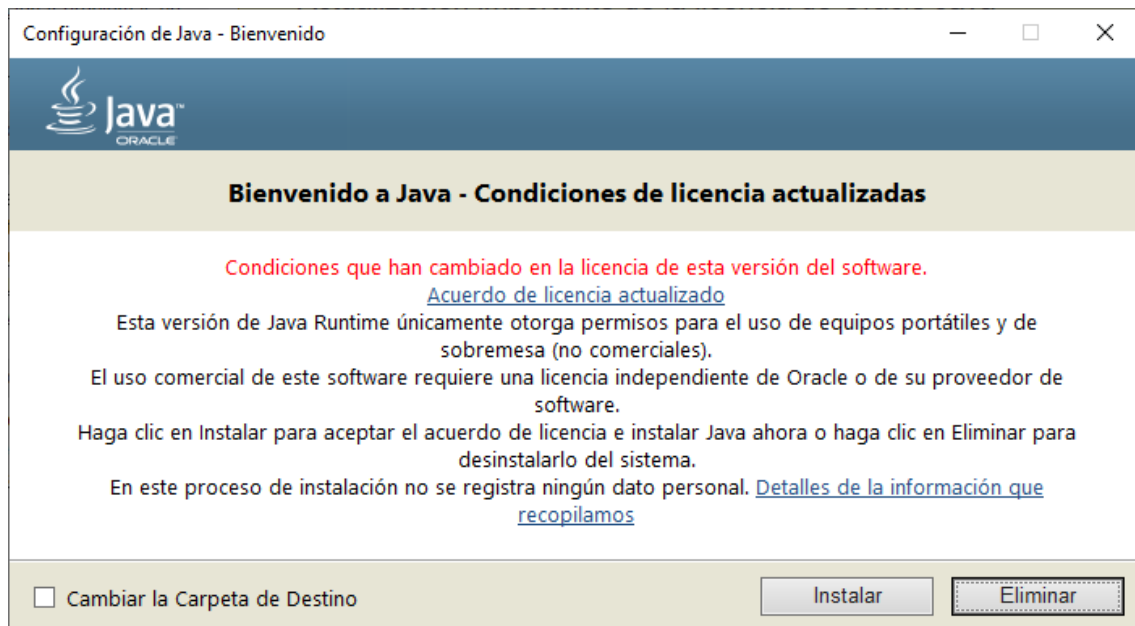 Configuración de Java - Bienvenido
Java™
ORACLE
Bienvenido a Java - Condiciones de licencia actualizadas
Condiciones que han cambiado en la licencia de esta versión del software.
Acuerdo de licencia actualizado
Esta versión de Java Runtime únicamente otorga permisos para el uso de equipos portátiles y de
sobremesa (no comerciales).
El uso comercial de este software requiere una licencia independiente de Oracle o de su proveedor de
software.
Haga clic en Instalar para aceptar el acuerdo de licencia e instalar Java ahora o haga clic en Eliminar para
desinstalarlo del sistema.
En este proceso de instalación no se registra ningún dato personal. Detalles de la información que
recopilamos
Cambiar la Carpeta de Destino
Instalar
Eliminar